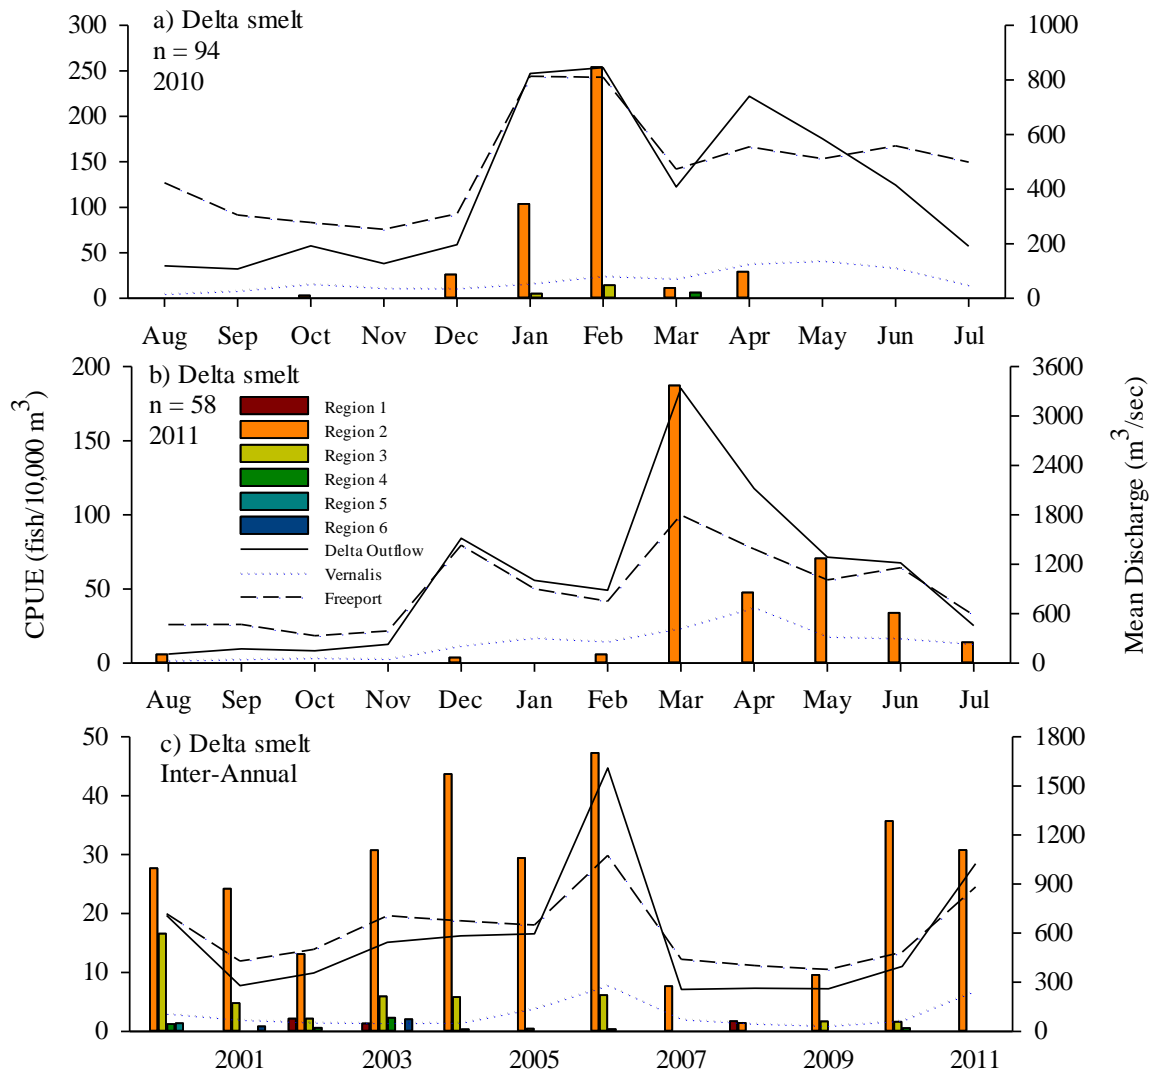 a) Delta smelt
n = 94
2010
300
250
200
150
100
50
0
1000
800
600
400
200
0
Aug Sep Oct Nov Dec Jan Feb Mar Apr May Jun Jul
b) Delta smelt
n = 58
2011
Region 1
Region 2
Region 3
Region 4
Region 5
Region 6
Delta Outflow
Vernalis
Freeport
200
150
100
50
0
3600
3000
2400
1800
1200
600
0
CPUE (fish/10,000 m³)
Mean Discharge (m³/sec)
Aug Sep Oct Nov Dec Jan Feb Mar Apr May Jun Jul
c) Delta smelt
Inter-Annual
50
40
30
20
10
0
1800
1500
1200
900
600
300
0
2001 2003 2005 2007 2009 2011